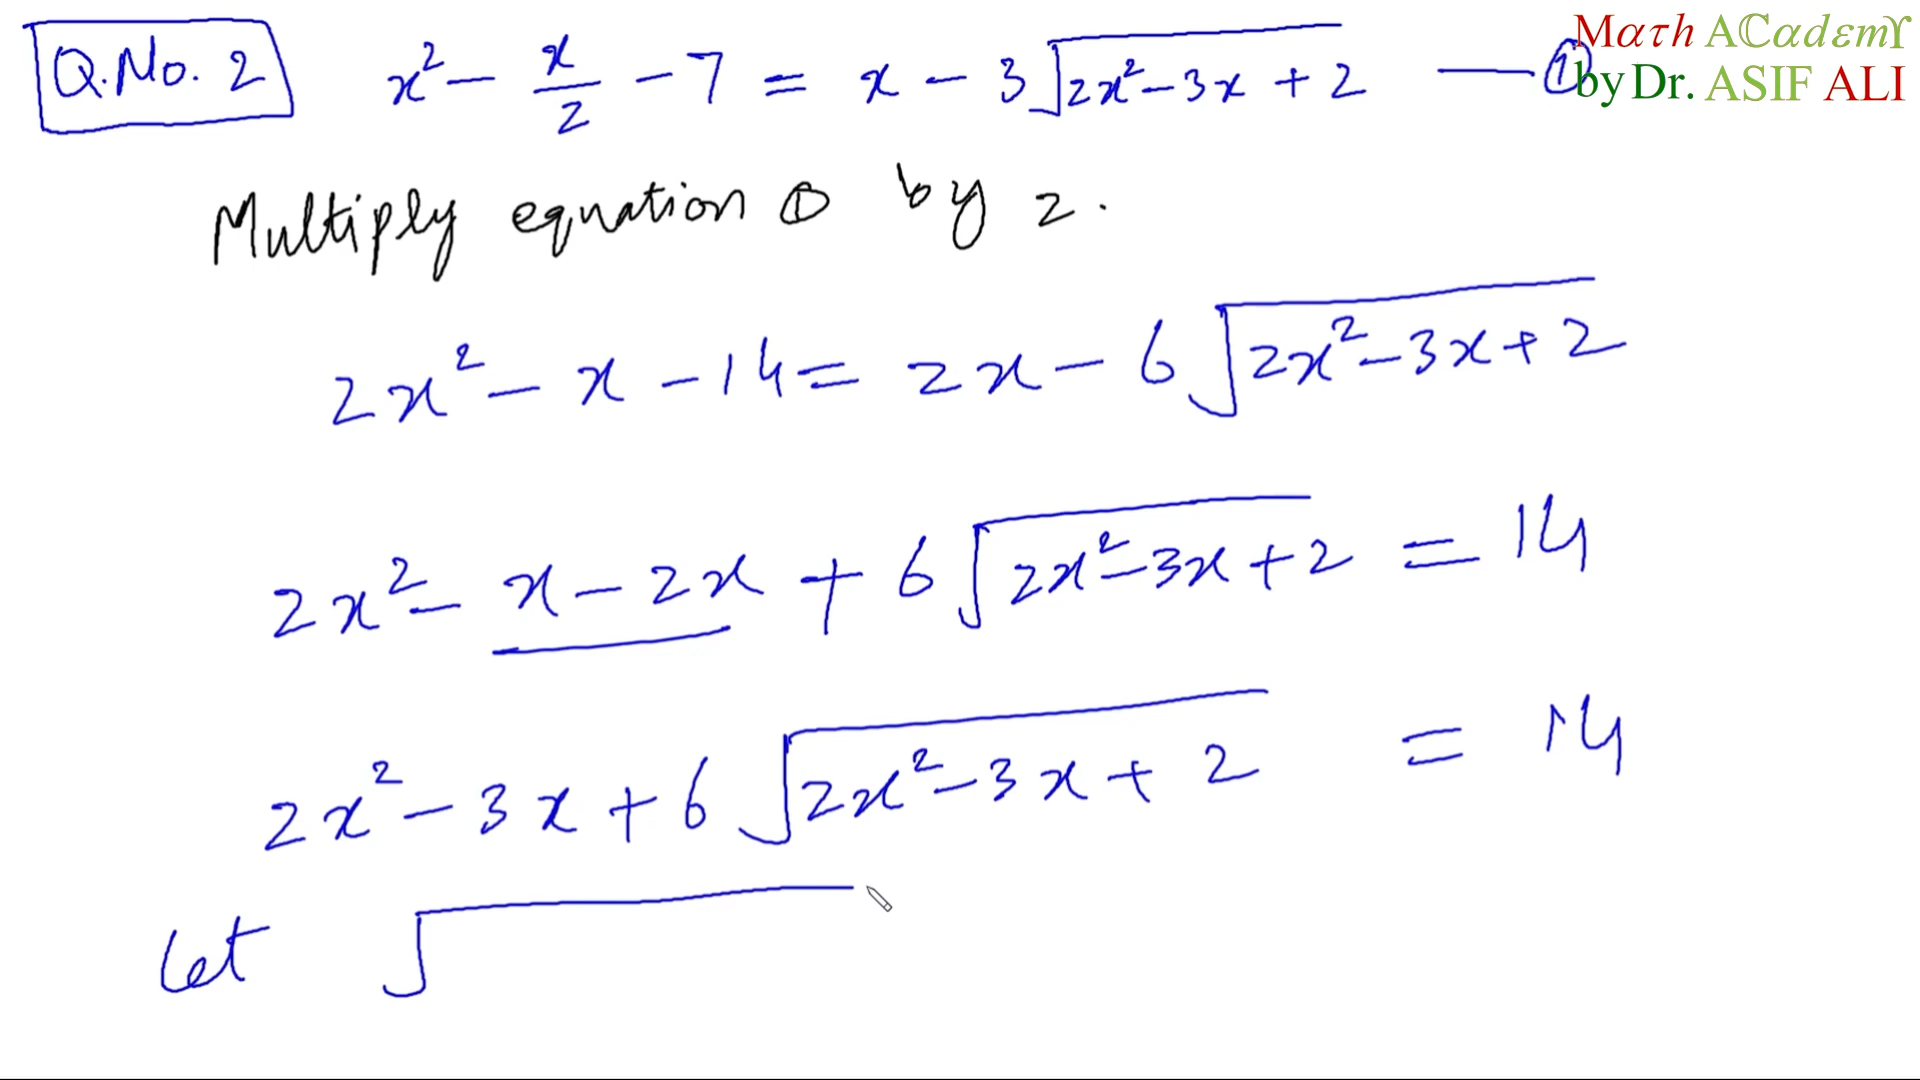 Q.No. 2 x² - x/2 - 7 = x - 3√(2x² - 3x + 2) — ①
Mατh ACαdεmϒ
by Dr. ASIF ALI
Multiply equation ① by 2.
2x² - x - 14 = 2x - 6√(2x² - 3x + 2)
2x² - x - 2x + 6√(2x² - 3x + 2) = 14
2x² - 3x + 6√(2x² - 3x + 2) = 14
Let √